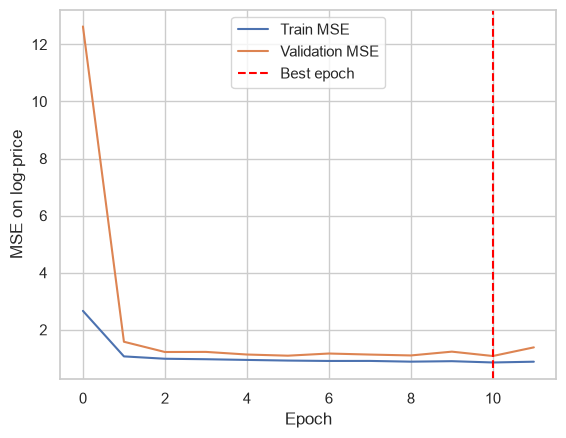 Train MSE
Validation MSE
Best epoch
12
10
8
6
4
2
MSE on log-price
0 2 4 6 8 10
Epoch